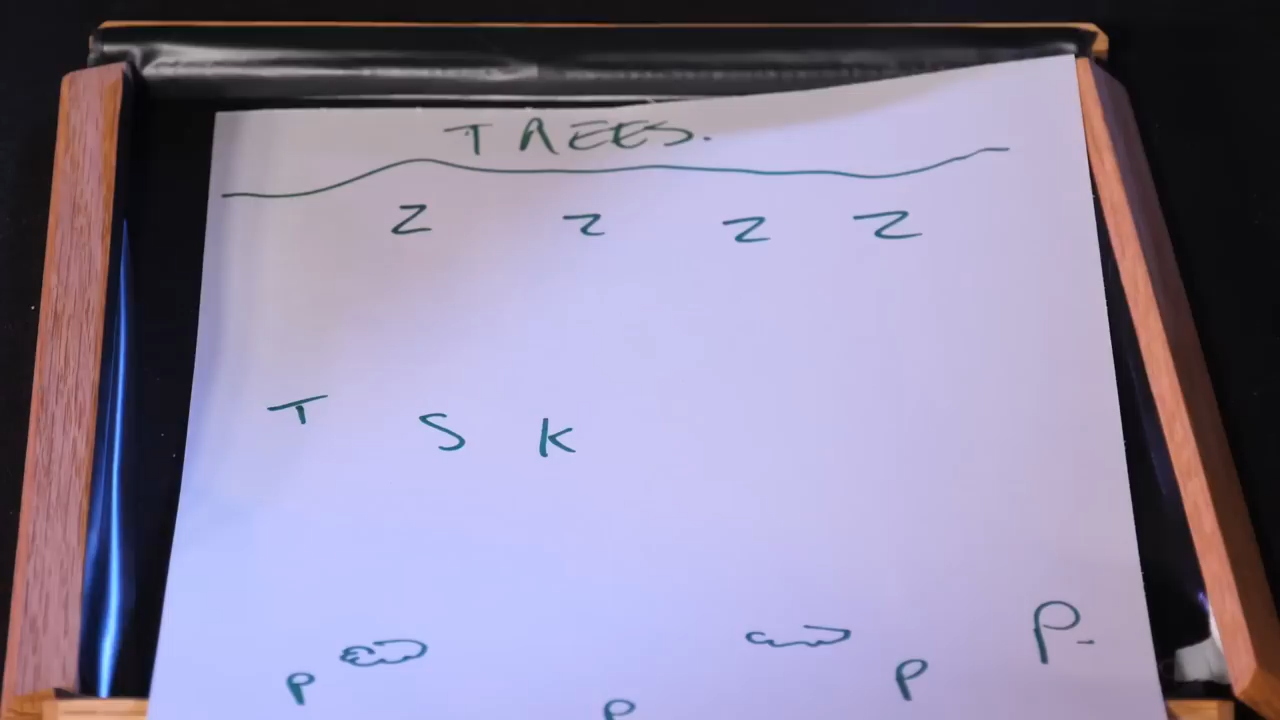 TREES.
Z Z Z Z
T S K
P.
P P P